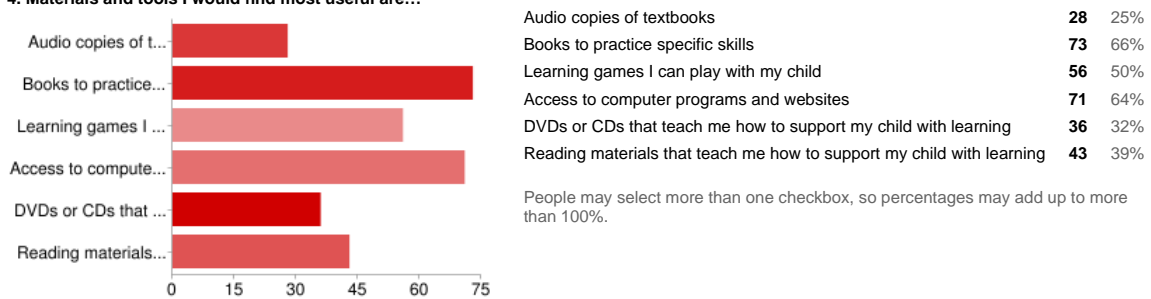 4. Materials and tools I would find most useful are…
Audio copies of t...
Books to practice...
Learning games I ...
Access to compute...
DVDs or CDs that ...
Reading materials...
0 15 30 45 60 75
Audio copies of textbooks 28 25%
Books to practice specific skills 73 66%
Learning games I can play with my child 56 50%
Access to computer programs and websites 71 64%
DVDs or CDs that teach me how to support my child with learning 36 32%
Reading materials that teach me how to support my child with learning 43 39%
People may select more than one checkbox, so percentages may add up to more
than 100%.